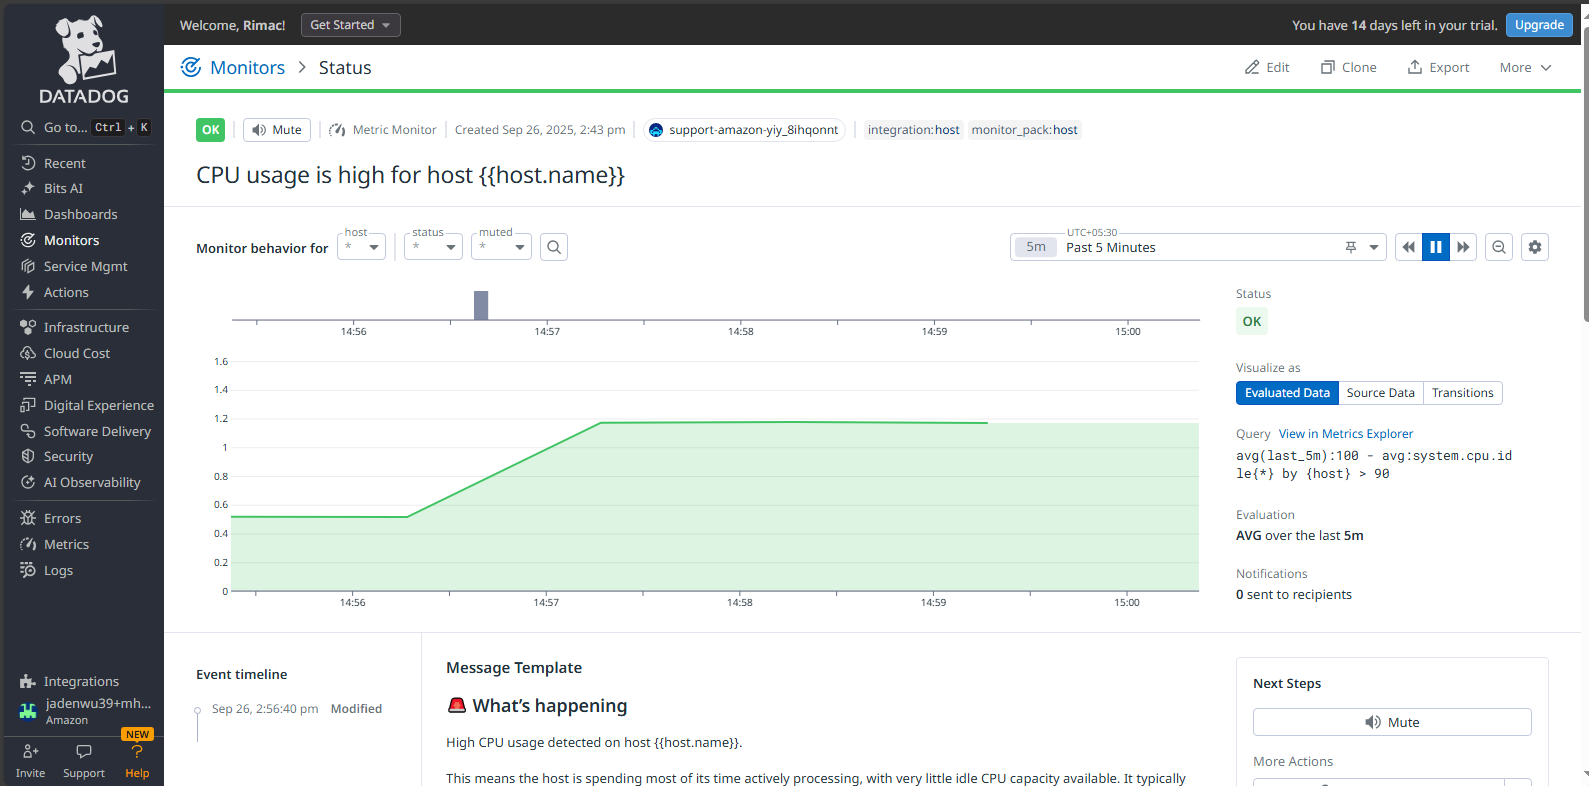 DATADOG
Go to... Ctrl + K
Recent
Bits AI
Dashboards
Monitors
Service Mgmt
Actions
Infrastructure
Cloud Cost
APM
Digital Experience
Software Delivery
Security
AI Observability
Errors
Metrics
Logs
Integrations
jadenwu39+mh...
Amazon
NEW
Invite Support Help
Welcome, Rimac! Get Started
You have 14 days left in your trial. Upgrade
Monitors > Status
Edit Clone Export More
OK Mute Metric Monitor Created Sep 26, 2025, 2:43 pm support-amazon-yiy_8ihqonnt integration:host monitor_pack:host
CPU usage is high for host {{host.name}}
Monitor behavior for host * status * muted *
5m UTC+05:30 Past 5 Minutes
14:56 14:57 14:58 14:59 15:00
1.6
1.4
1.2
1
0.8
0.6
0.4
0.2
0
14:56 14:57 14:58 14:59 15:00
Status
OK
Visualize as
Evaluated Data Source Data Transitions
Query View in Metrics Explorer
avg(last_5m):100 - avg:system.cpu.id
le{*} by {host} > 90
Evaluation
AVG over the last 5m
Notifications
0 sent to recipients
Event timeline
Sep 26, 2:56:40 pm Modified
Message Template
🚨 What's happening
High CPU usage detected on host {{host.name}}.
This means the host is spending most of its time actively processing, with very little idle CPU capacity available. It typically
Next Steps
Mute
More Actions